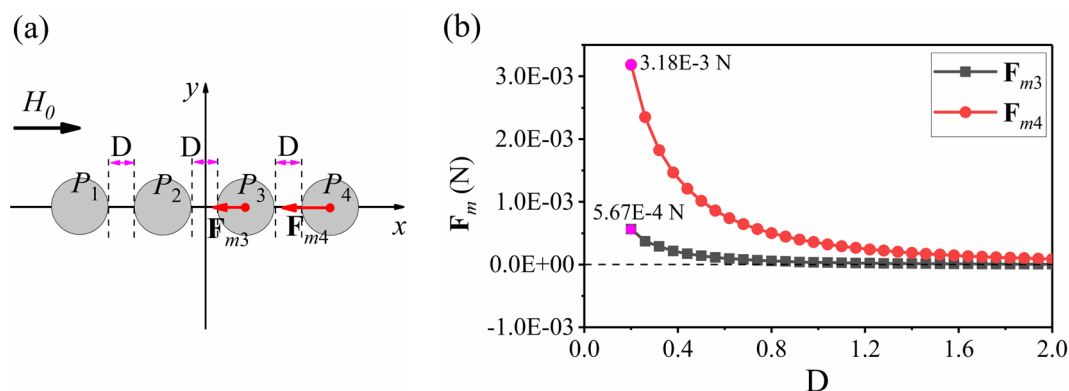 (a)
y
H0
D D D
P1 P2 P3 P4
Fm3 Fm4 x
(b)
3.0E-03
2.0E-03
1.0E-03
0.0E+00
-1.0E-03
Fm (N)
3.18E-3 N
5.67E-4 N
Fm3
Fm4
0.0 0.4 0.8 1.2 1.6 2.0
D